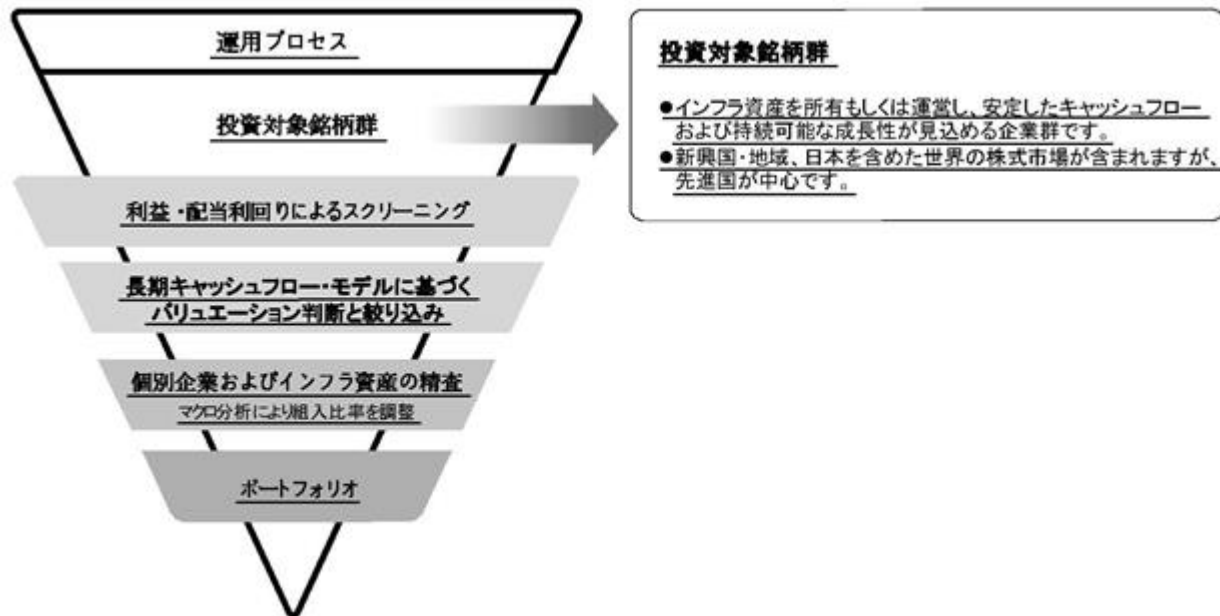 運用プロセス
投資対象銘柄群
利益・配当利回りによるスクリーニング
長期キャッシュフロー・モデルに基づく
バリュエーション判断と絞り込み
個別企業およびインフラ資産の精査
マクロ分析により組入比率を調整
ポートフォリオ
投資対象銘柄群
●インフラ資産を所有もしくは運営し、安定したキャッシュフロー
および持続可能な成長性が見込める企業群です。
●新興国・地域、日本を含めた世界の株式市場が含まれますが、
先進国が中心です。